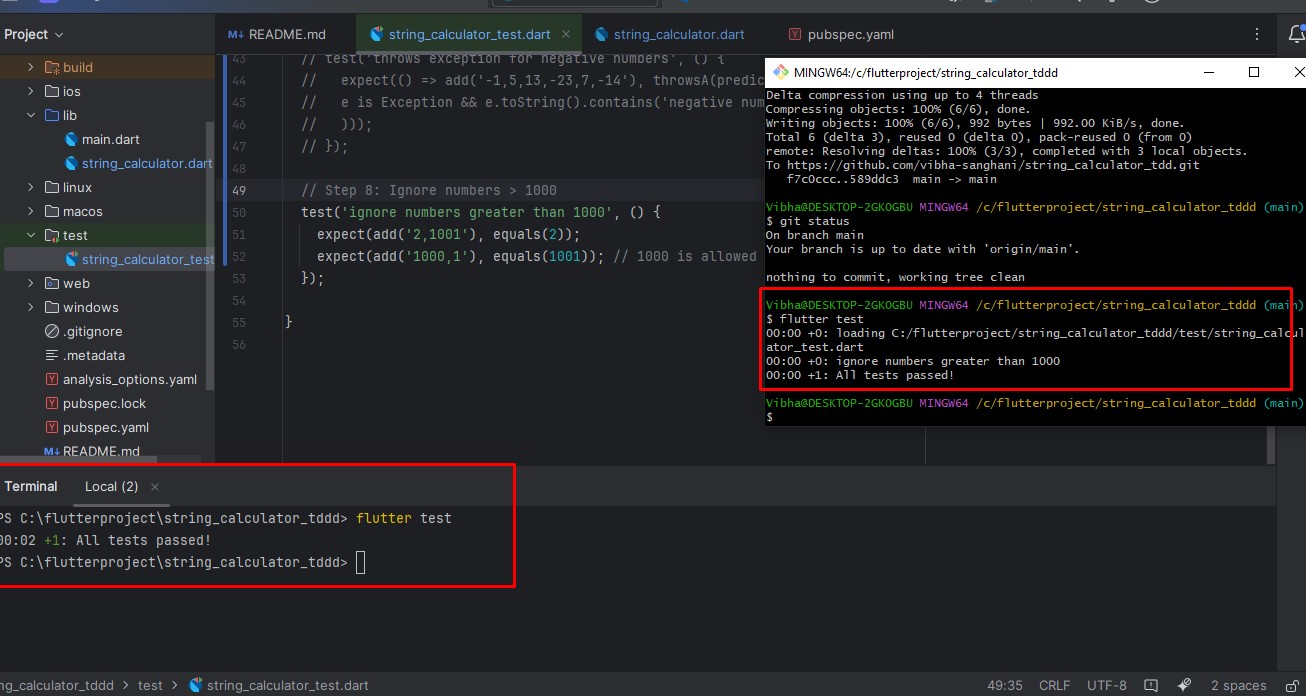 Project
README.md
string_calculator_test.dart
string_calculator.dart
pubspec.yaml
build
ios
lib
main.dart
string_calculator.dart
linux
macos
test
string_calculator_test
web
windows
.gitignore
.metadata
analysis_options.yaml
pubspec.lock
pubspec.yaml
README.md
43 // test('throws exception for negative numbers', () {
44 //   expect(() => add('-1,5,13,-23,7,-14'), throwsA(predic
45 //   e is Exception && e.toString().contains('negative num
46 //   )));
47 // });
48
49 // Step 8: Ignore numbers > 1000
50 test('ignore numbers greater than 1000', () {
51   expect(add('2,1001'), equals(2));
52   expect(add('1000,1'), equals(1001)); // 1000 is allowed
53 });
54
55 }
56
MINGW64:/c/flutterproject/string_calculator_tddd
Delta compression using up to 4 threads
Compressing objects: 100% (6/6), done.
Writing objects: 100% (6/6), 992 bytes | 992.00 KiB/s, done.
Total 6 (delta 3), reused 0 (delta 0), pack-reused 0 (from 0)
remote: Resolving deltas: 100% (3/3), completed with 3 local objects.
To https://github.com/vibha-sanghani/string_calculator_tdd.git
   f7c0ccc..589ddc3  main -> main
Vibha@DESKTOP-2GKOGBU MINGW64 /c/flutterproject/string_calculator_tddd (main)
$ git status
On branch main
Your branch is up to date with 'origin/main'.
nothing to commit, working tree clean
Vibha@DESKTOP-2GKOGBU MINGW64 /c/flutterproject/string_calculator_tddd (main)
$ flutter test
00:00 +0: loading C:/flutterproject/string_calculator_tddd/test/string_calcul
ator_test.dart
00:00 +0: ignore numbers greater than 1000
00:00 +1: All tests passed!
Vibha@DESKTOP-2GKOGBU MINGW64 /c/flutterproject/string_calculator_tddd (main)
$
Terminal Local (2)
PS C:\flutterproject\string_calculator_tddd> flutter test
00:02 +1: All tests passed!
PS C:\flutterproject\string_calculator_tddd>
ng_calculator_tddd > test > string_calculator_test.dart
49:35 CRLF UTF-8 2 spaces